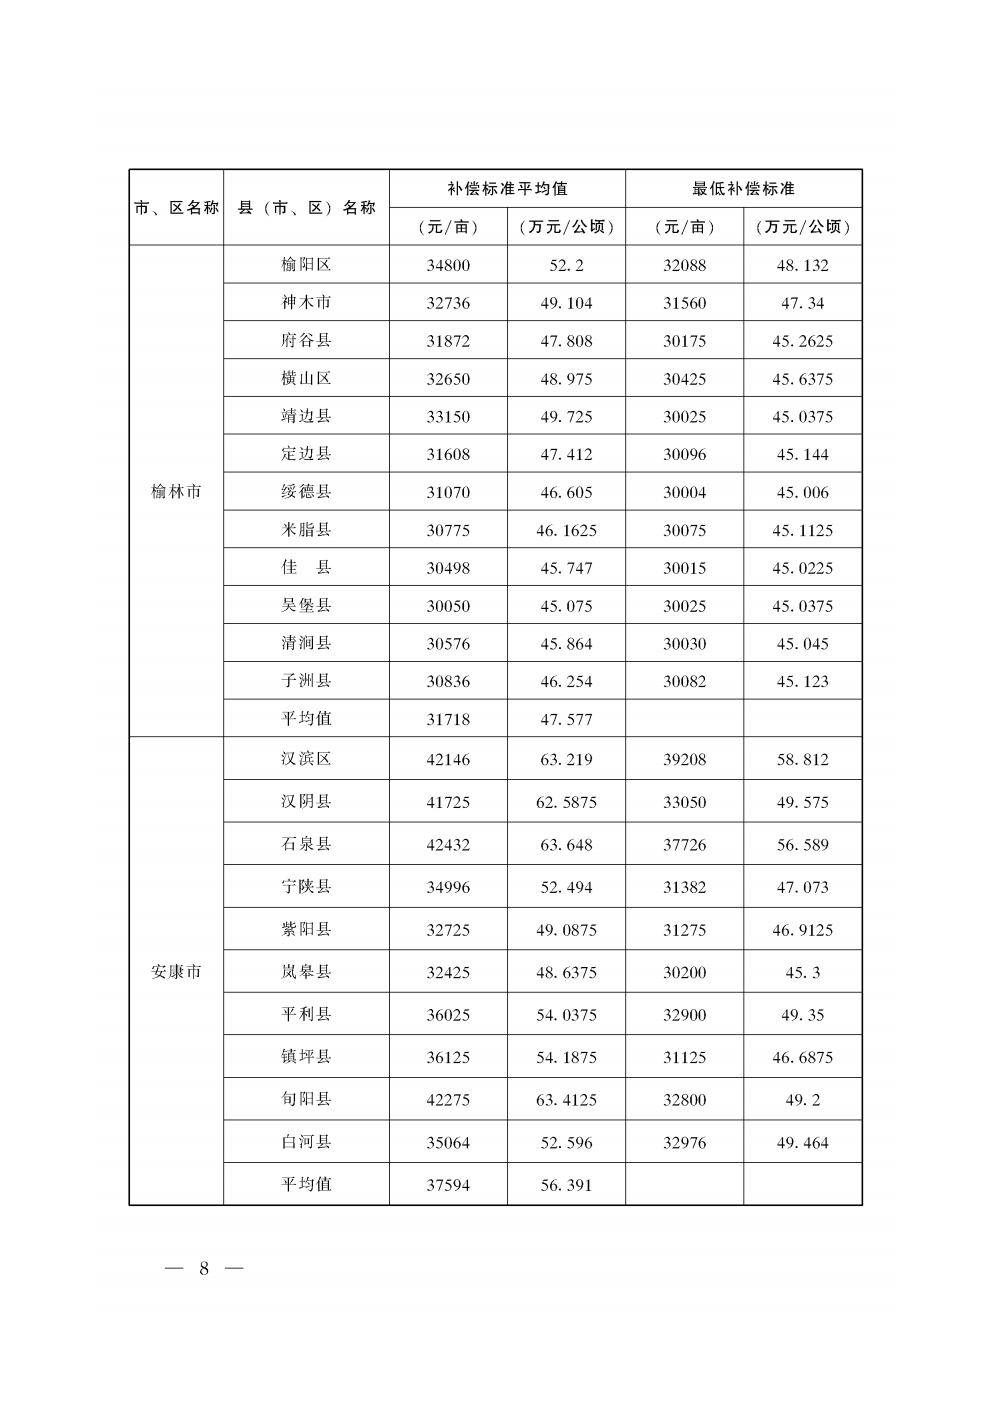 市、区名称 县（市、区）名称 补偿标准平均值 最低补偿标准
（元/亩） （万元/公顷） （元/亩） （万元/公顷）
榆林市
榆阳区 34800 52.2 32088 48.132
神木市 32736 49.104 31560 47.34
府谷县 31872 47.808 30175 45.2625
横山区 32650 48.975 30425 45.6375
靖边县 33150 49.725 30025 45.0375
定边县 31608 47.412 30096 45.144
绥德县 31070 46.605 30004 45.006
米脂县 30775 46.1625 30075 45.1125
佳　县 30498 45.747 30015 45.0225
吴堡县 30050 45.075 30025 45.0375
清涧县 30576 45.864 30030 45.045
子洲县 30836 46.254 30082 45.123
平均值 31718 47.577
安康市
汉滨区 42146 63.219 39208 58.812
汉阴县 41725 62.5875 33050 49.575
石泉县 42432 63.648 37726 56.589
宁陕县 34996 52.494 31382 47.073
紫阳县 32725 49.0875 31275 46.9125
岚皋县 32425 48.6375 30200 45.3
平利县 36025 54.0375 32900 49.35
镇坪县 36125 54.1875 31125 46.6875
旬阳县 42275 63.4125 32800 49.2
白河县 35064 52.596 32976 49.464
平均值 37594 56.391
— 8 —